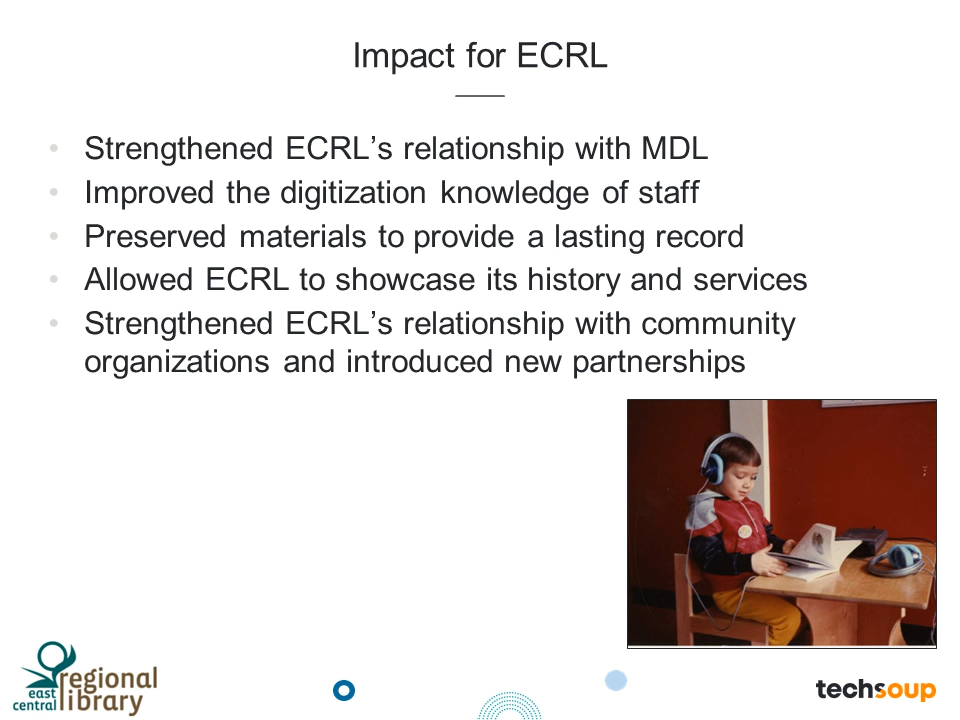 Impact for ECRL
• Strengthened ECRL’s relationship with MDL
• Improved the digitization knowledge of staff
• Preserved materials to provide a lasting record
• Allowed ECRL to showcase its history and services
• Strengthened ECRL’s relationship with community
organizations and introduced new partnerships
east central regional library
techsoup